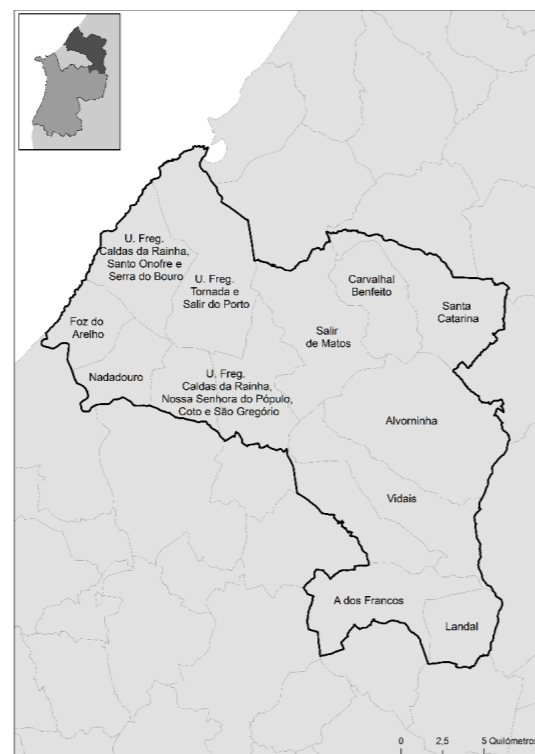 U. Freg.
Caldas da Rainha,
Santo Onofre e
Serra do Bouro
U. Freg.
Tornada e
Salir do Porto
Carvalhal
Benfeito
Santa
Catarina
Foz do
Arelho
Salir
de Matos
Nadadouro
U. Freg.
Caldas da Rainha,
Nossa Senhora do Pópulo,
Coto e São Gregório
Alvorninha
Vidais
A dos Francos
Landal
0 2,5 5 Quilómetros